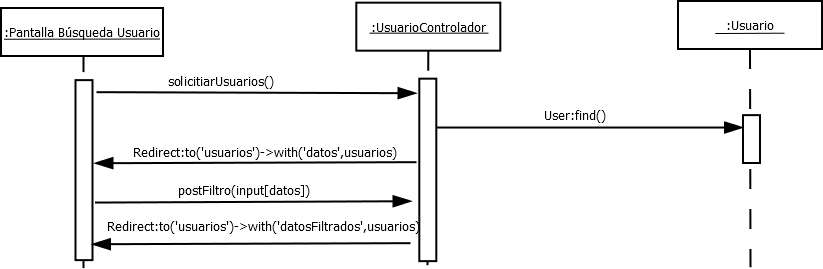 :Pantalla Búsqueda Usuario
:UsuarioControlador
:Usuario
solicitiarUsuarios()
User:find()
Redirect:to('usuarios')->with('datos',usuarios)
postFiltro(input[datos])
Redirect:to('usuarios')->with('datosFiltrados',usuarios)